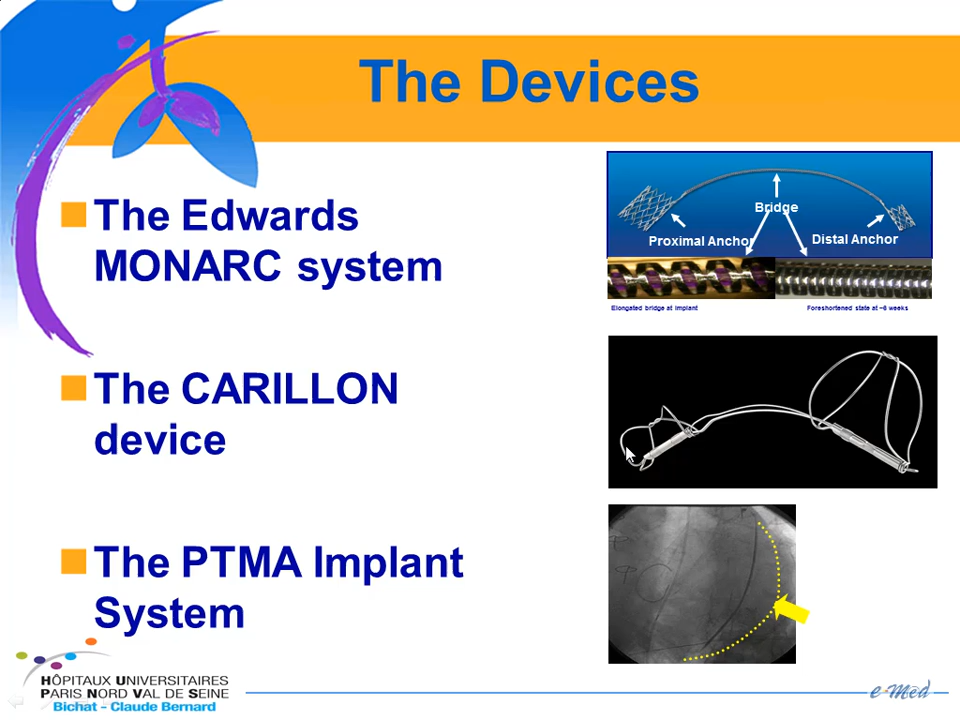 The Devices
The Edwards
MONARC system
Bridge
Proximal Anchor
Distal Anchor
Elongated bridge at implant
Foreshortened state at ~6 weeks
The CARILLON
device
The PTMA Implant
System
HÔPITAUX UNIVERSITAIRES
PARIS NORD VAL DE SEINE
Bichat – Claude Bernard
e-Med